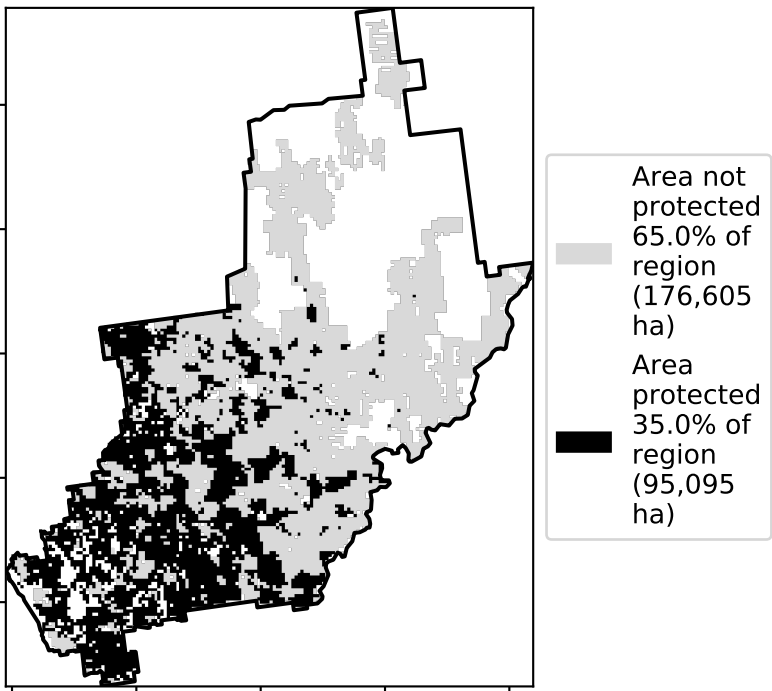 Area not
protected
65.0% of
region
(176,605
ha)
Area
protected
35.0% of
region
(95,095
ha)